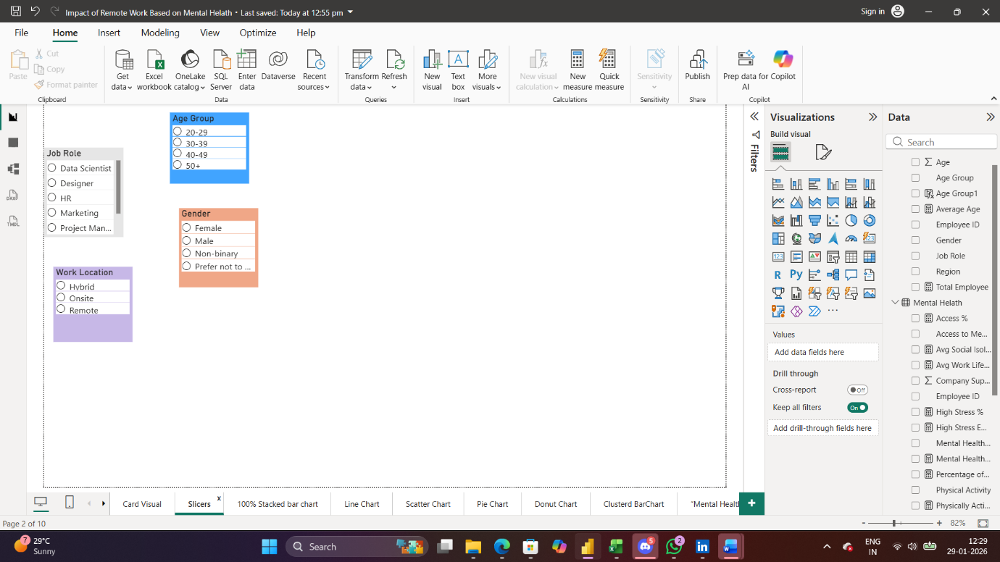 Impact of Remote Work Based on Mental Helath • Last saved: Today at 12:55 pm
Sign in
File Home Insert Modeling View Optimize Help
Paste
Cut
Copy
Format painter
Clipboard
Get data
Excel workbook
OneLake catalog
SQL Server
Enter data
Dataverse
Recent sources
Data
Transform data
Refresh
Queries
New visual
Text box
More visuals
Insert
New visual calculation
New measure
Quick measure
Calculations
Sensitivity
Sensitivity
Publish
Share
Prep data for AI
Copilot
Copilot
DAX
TMDL
Age Group
20-29
30-39
40-49
50+
Job Role
Data Scientist
Designer
HR
Marketing
Project Man...
Gender
Female
Male
Non-binary
Prefer not to ...
Work Location
Hybrid
Onsite
Remote
Filters
Visualizations
Build visual
123
123
R
Py
...
Values
Add data fields here
Drill through
Cross-report
Off
Keep all filters
On
Add drill-through fields here
Data
Search
Age
Age Group
Age Group1
Average Age
Employee ID
Gender
Job Role
Region
Total Employee
Mental Helath
Access %
Access to Me...
Avg Social Isol...
Avg Work Life...
Company Sup...
Employee ID
High Stress %
High Stress E...
Mental Health...
Mental Health...
Percentage of...
Physical Activity
Physically Acti...
Card Visual
Slicers
x
100% Stacked bar chart
Line Chart
Scatter Chart
Pie Chart
Donut Chart
Clusterd BarChart
"Mental Healt
+
Page 2 of 10
- + 82%
7
29°C
Sunny
Search
5
2
ENG
IN
12:29
29-01-2026